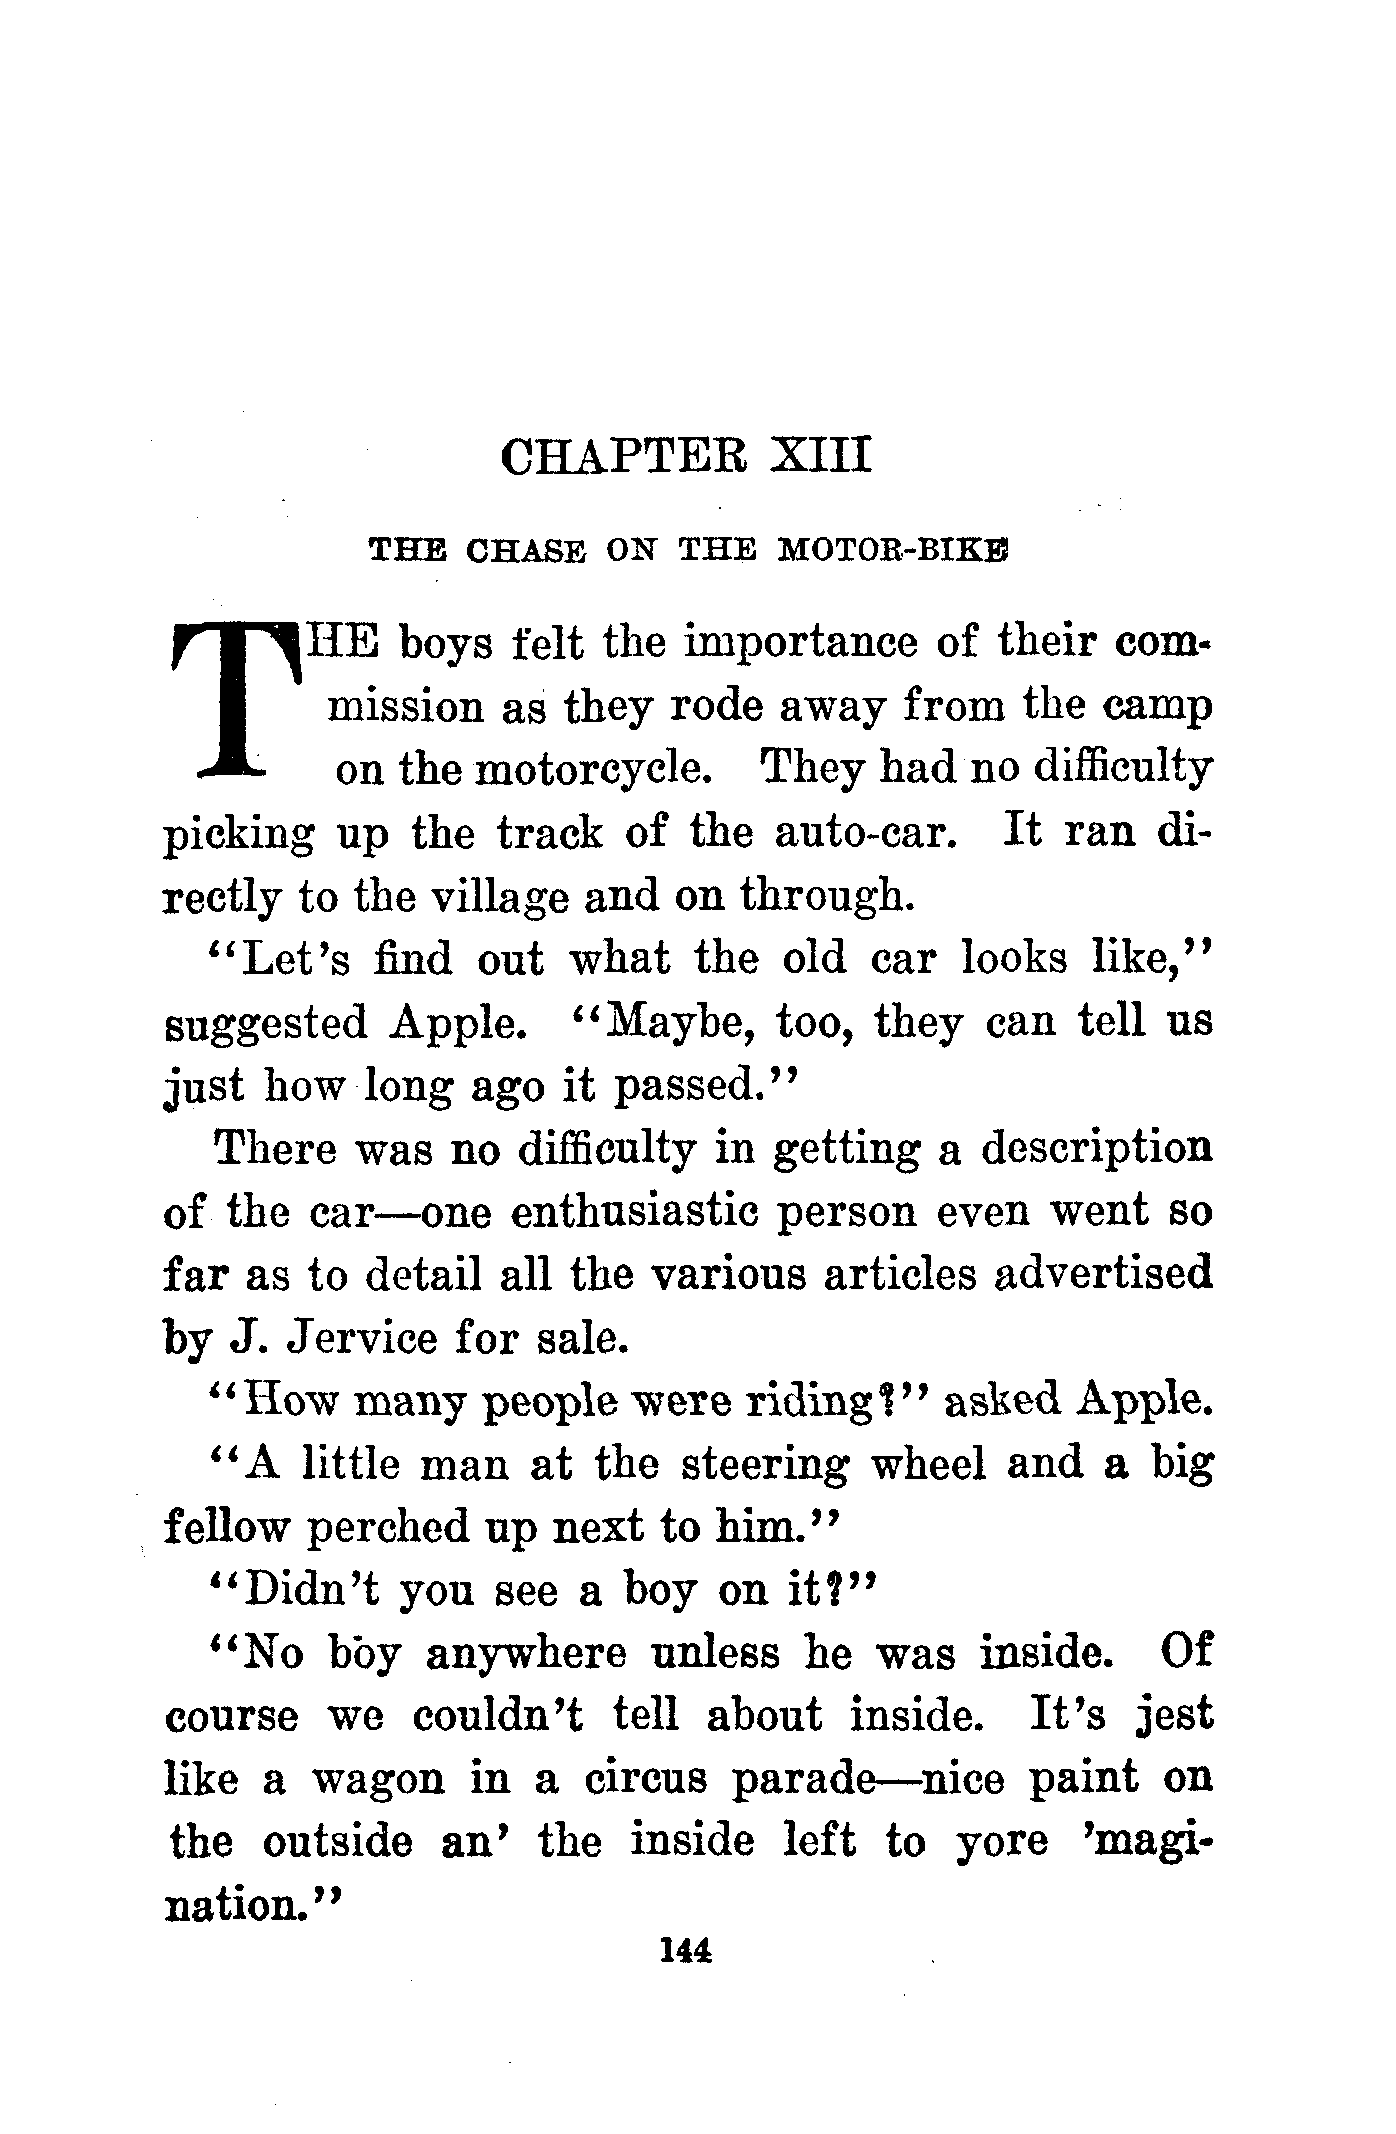 CHAPTER XIII
THE CHASE ON THE MOTOR-BIKE
THE boys felt the importance of their com-
mission as they rode away from the camp
on the motorcycle. They had no difficulty
picking up the track of the auto-car. It ran di-
rectly to the village and on through.
“Let’s find out what the old car looks like,”
suggested Apple. “Maybe, too, they can tell us
just how long ago it passed.”
There was no difficulty in getting a description
of the car—one enthusiastic person even went so
far as to detail all the various articles advertised
by J. Jervice for sale.
“How many people were riding?” asked Apple.
“A little man at the steering wheel and a big
fellow perched up next to him.”
“Didn’t you see a boy on it?”
“No boy anywhere unless he was inside. Of
course we couldn’t tell about inside. It’s jest
like a wagon in a circus parade—nice paint on
the outside an’ the inside left to yore ’magi-
nation.”
144